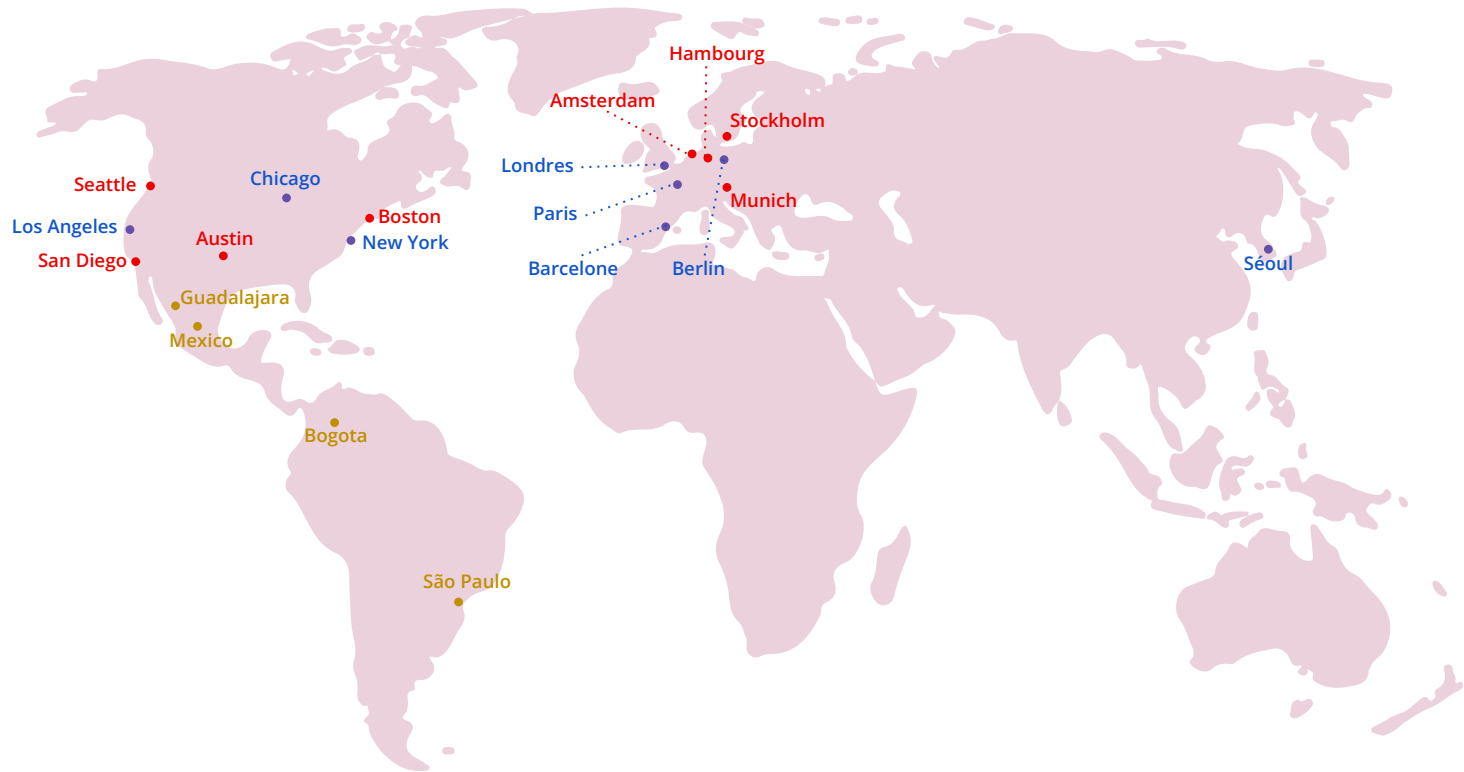 Hambourg
Amsterdam
Stockholm
Londres
Chicago
Seattle
Munich
Paris
Boston
Los Angeles
Austin
New York
San Diego
Séoul
Barcelone
Berlin
Guadalajara
Mexico
Bogota
São Paulo